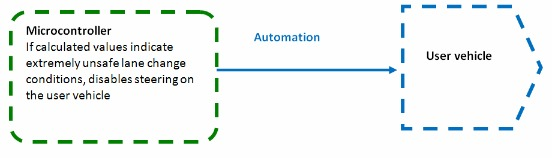 Microcontroller
If calculated values indicate
extremely unsafe lane change
conditions, disables steering on
the user vehicle
Automation
User vehicle